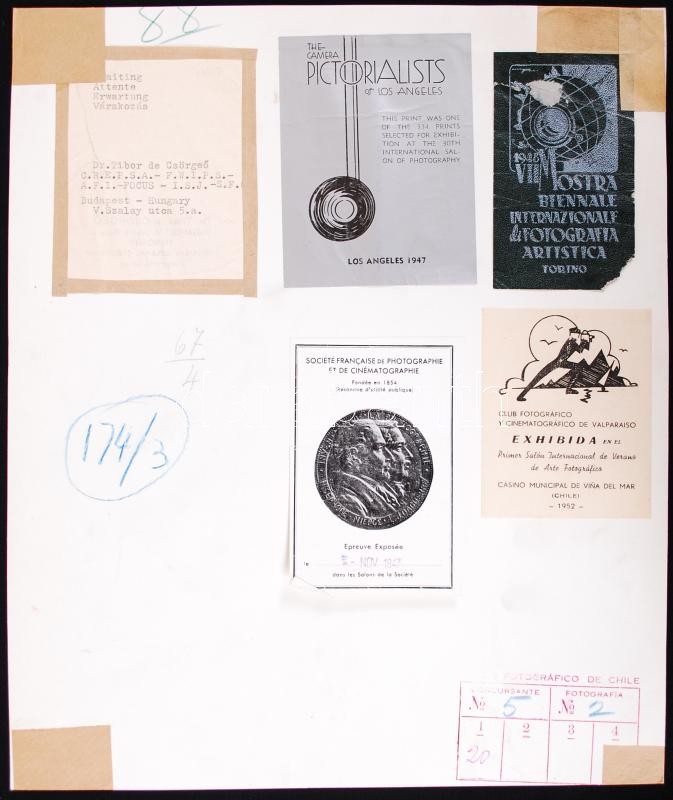 88
Waiting
Attente
Erwartung
Várakozás
Dr. Tibor de Csörgeő
C.R.E.P.S.A.- F.R.I.P.S.-
A.F.I.-FOCUS - I.S.J.-S.F.
Budapest - Hungary
V.Szalay utca 5.a.
THE
CAMERA
PICTORIALISTS
of LOS ANGELES
THIS PRINT WAS ONE
OF THE 334 PRINTS
SELECTED FOR EXHIBI-
TION AT THE 30TH
INTERNATIONAL SAL-
ON OF PHOTOGRAPHY
LOS ANGELES 1947
VII MOSTRA
BIENNALE
INTERNAZIONALE
di FOTOGRAFIA
ARTISTICA
TORINO
67
4
174/3
SOCIÉTÉ FRANÇAISE DE PHOTOGRAPHIE
ET DE CINÉMATOGRAPHIE
Fondée en 1854
(Reconnue d'utilité publique)
Epreuve Exposée
le - NOV 1947
dans les Salons de la Société
CLUB FOTOGRÁFICO
Y CINEMATOGRÁFICO DE VALPARAISO
EXHIBIDA EN EL
Primer Salón Internacional de Verano
de Arte Fotográfico
CASINO MUNICIPAL DE VIÑA DEL MAR
(CHILE)
- 1952 -
FOTOGRÁFICO DE CHILE
CONCURSANTE FOTOGRAFÍA
No 5 No 2
1 2 3 4
20